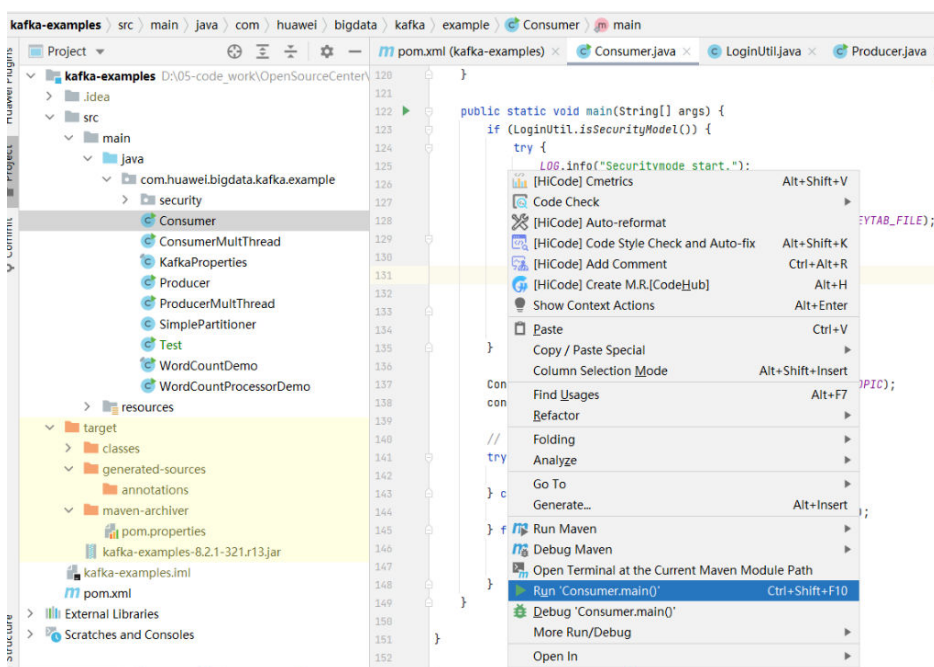 kafka-examples 〉 src 〉 main 〉 java 〉 com 〉 huawei 〉 bigdata 〉 kafka 〉 example 〉 Consumer 〉 main
Project
pom.xml (kafka-examples) ×
Consumer.java ×
LoginUtil.java ×
Producer.java
Project
Commit
kafka-examples D:\05-code_work\OpenSourceCenter\
.idea
src
main
java
com.huawei.bigdata.kafka.example
security
Consumer
ConsumerMultThread
KafkaProperties
Producer
ProducerMultThread
SimplePartitioner
Test
WordCountDemo
WordCountProcessorDemo
resources
target
classes
generated-sources
annotations
maven-archiver
pom.properties
kafka-examples-8.2.1-321.r13.jar
kafka-examples.iml
pom.xml
External Libraries
Scratches and Consoles
120 }
121
122 public static void main(String[] args) {
123 if (LoginUtil.isSecurityModel()) {
124 try {
125 LOG.info("Securitymode start.");
126
127
128 EYTAB_FILE);
129
130
131
132
133
134
135 }
136
137 Con OPIC);
138 con
139
140 //
141 try
142
143 } c
144 );
145 } f
146
147
148 }
149 }
150
151 }
152
[HiCode] Cmetrics Alt+Shift+V
Code Check
[HiCode] Auto-reformat
[HiCode] Code Style Check and Auto-fix Alt+Shift+K
[HiCode] Add Comment Ctrl+Alt+R
[HiCode] Create M.R.[CodeHub] Alt+H
Show Context Actions Alt+Enter
Paste Ctrl+V
Copy / Paste Special
Column Selection Mode Alt+Shift+Insert
Find Usages Alt+F7
Refactor
Folding
Analyze
Go To
Generate... Alt+Insert
Run Maven
Debug Maven
Open Terminal at the Current Maven Module Path
Run 'Consumer.main()' Ctrl+Shift+F10
Debug 'Consumer.main()'
More Run/Debug
Open In